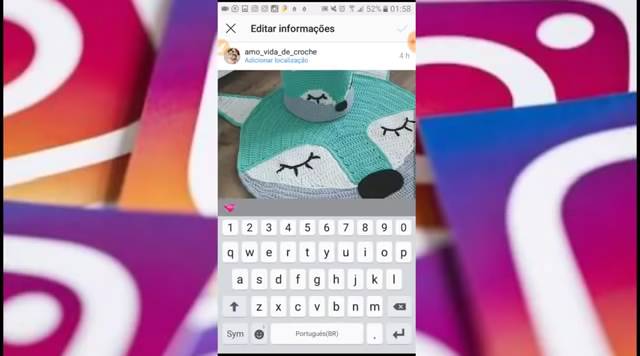 52% 01:58
Editar informações
amo_vida_de_croche
4 h
Adicionar localização
1 2 3 4 5 6 7 8 9 0
q w e r t y u i o p
a s d f g h j k l
z x c v b n m
Sym
Português(BR)
.